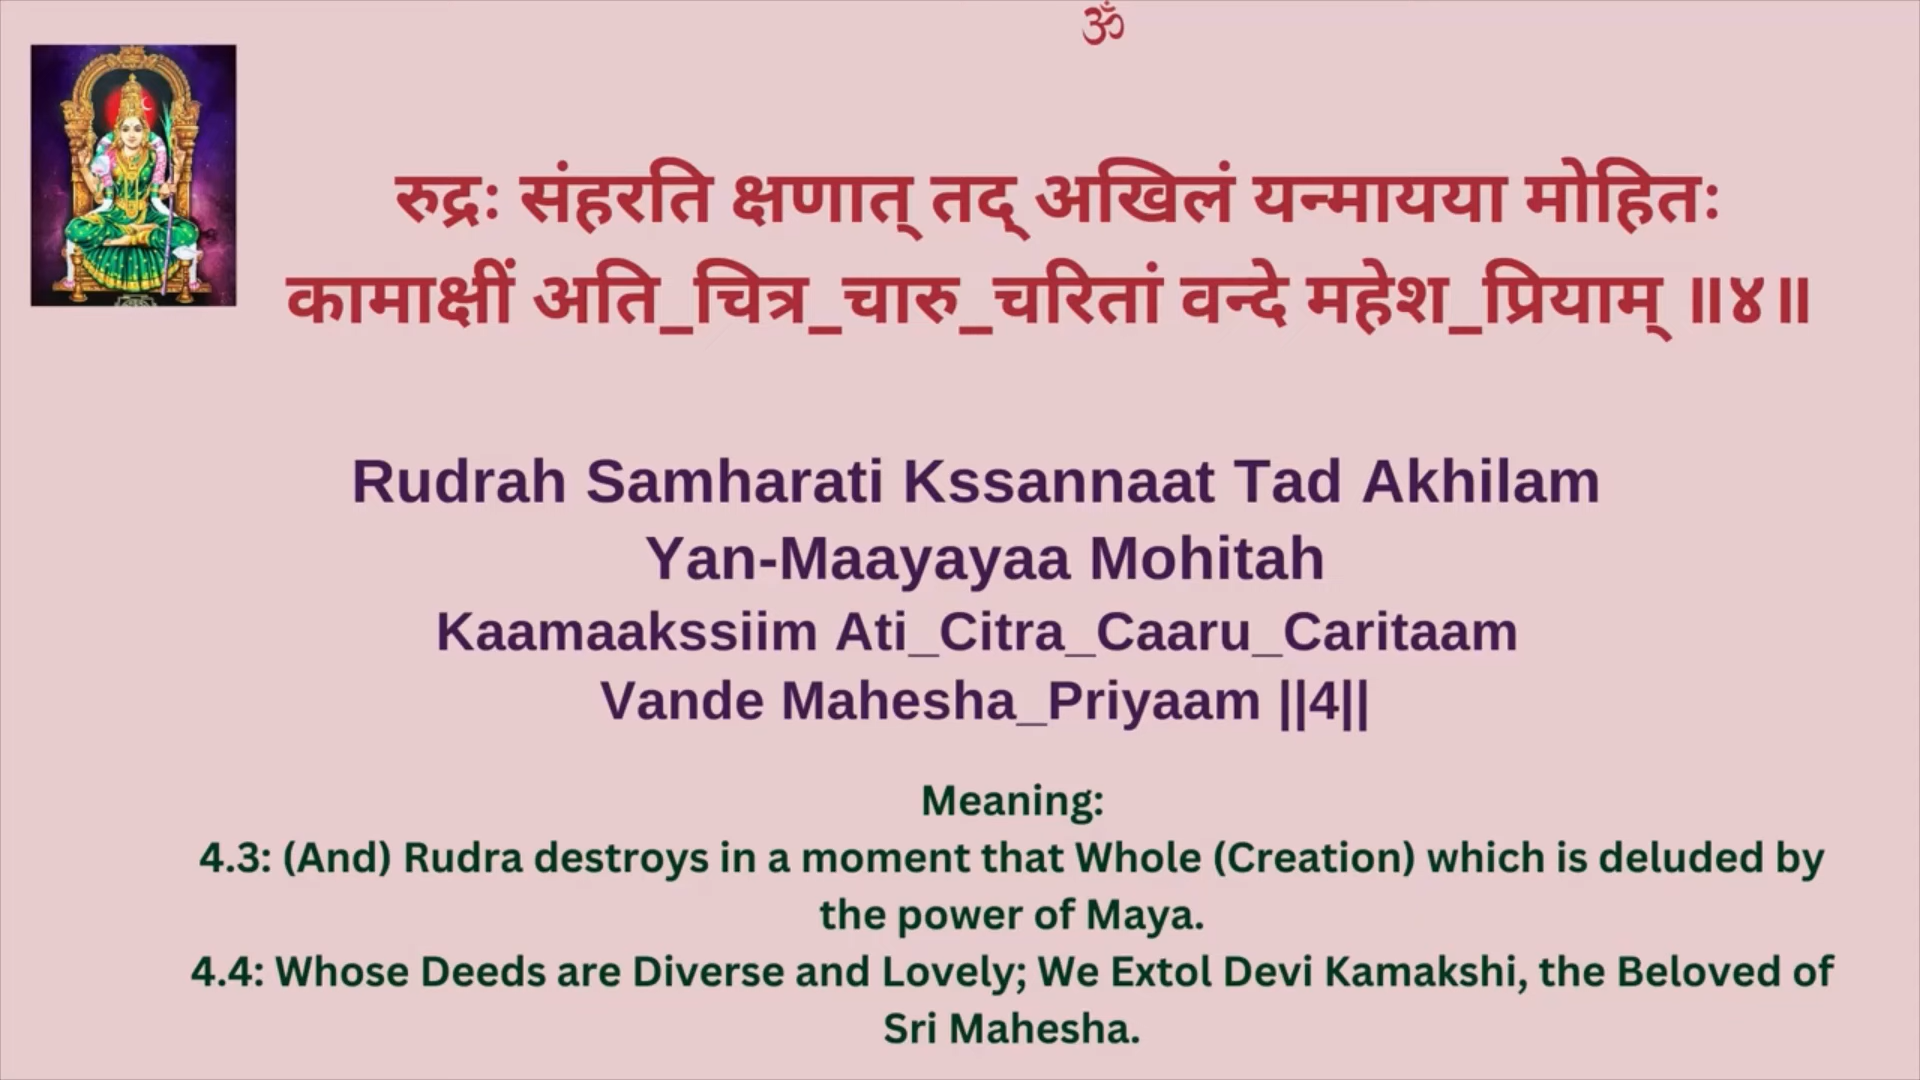 ॐ
रुद्रः संहरति क्षणात् तद् अखिलं यन्मायया मोहितः
कामाक्षीं अति_चित्र_चारु_चरितां वन्दे महेश_प्रियाम् ॥४॥
Rudrah Samharati Kssannaat Tad Akhilam
Yan-Maayayaa Mohitah
Kaamaakssiim Ati_Citra_Caaru_Caritaam
Vande Mahesha_Priyaam ||4||
Meaning:
4.3: (And) Rudra destroys in a moment that Whole (Creation) which is deluded by
the power of Maya.
4.4: Whose Deeds are Diverse and Lovely; We Extol Devi Kamakshi, the Beloved of
Sri Mahesha.